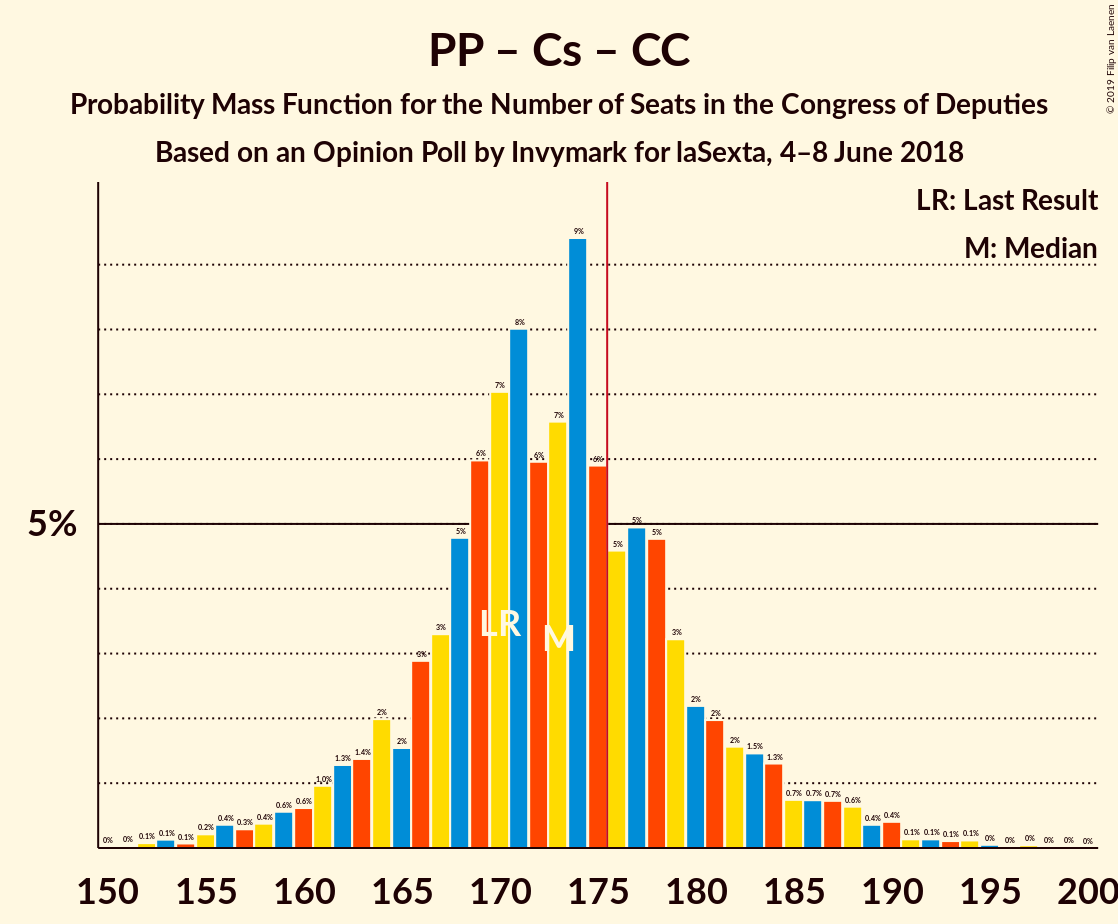 PP – Cs – CC
Probability Mass Function for the Number of Seats in the Congress of Deputies
Based on an Opinion Poll by Invymark for laSexta, 4–8 June 2018
© 2019 Filip van Laenen
LR: Last Result
M: Median
5%
0% 0% 0.1% 0.1% 0.1% 0.2% 0.4% 0.3% 0.4% 0.6% 0.6% 1.0% 1.3% 1.4% 2% 2% 3% 3% 5% 6% 7% 8% 6% 7% 9% 6% 5% 5% 5% 3% 2% 2% 2% 1.5% 1.3% 0.7% 0.7% 0.7% 0.6% 0.4% 0.4% 0.1% 0.1% 0.1% 0.1% 0% 0% 0% 0% 0% 0%
LR
M
150 155 160 165 170 175 180 185 190 195 200